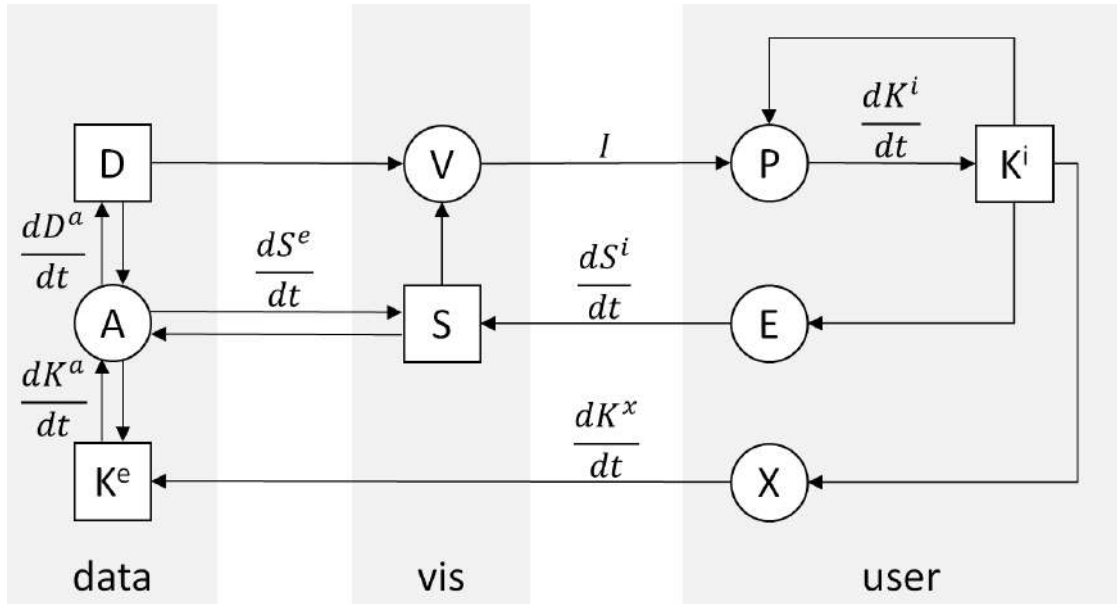 dK^i
dt
D
V
I
P
K^i
dD^a
dt
dS^e
dt
dS^i
dt
A
S
E
dK^a
dt
dK^x
dt
K^e
X
data
vis
user